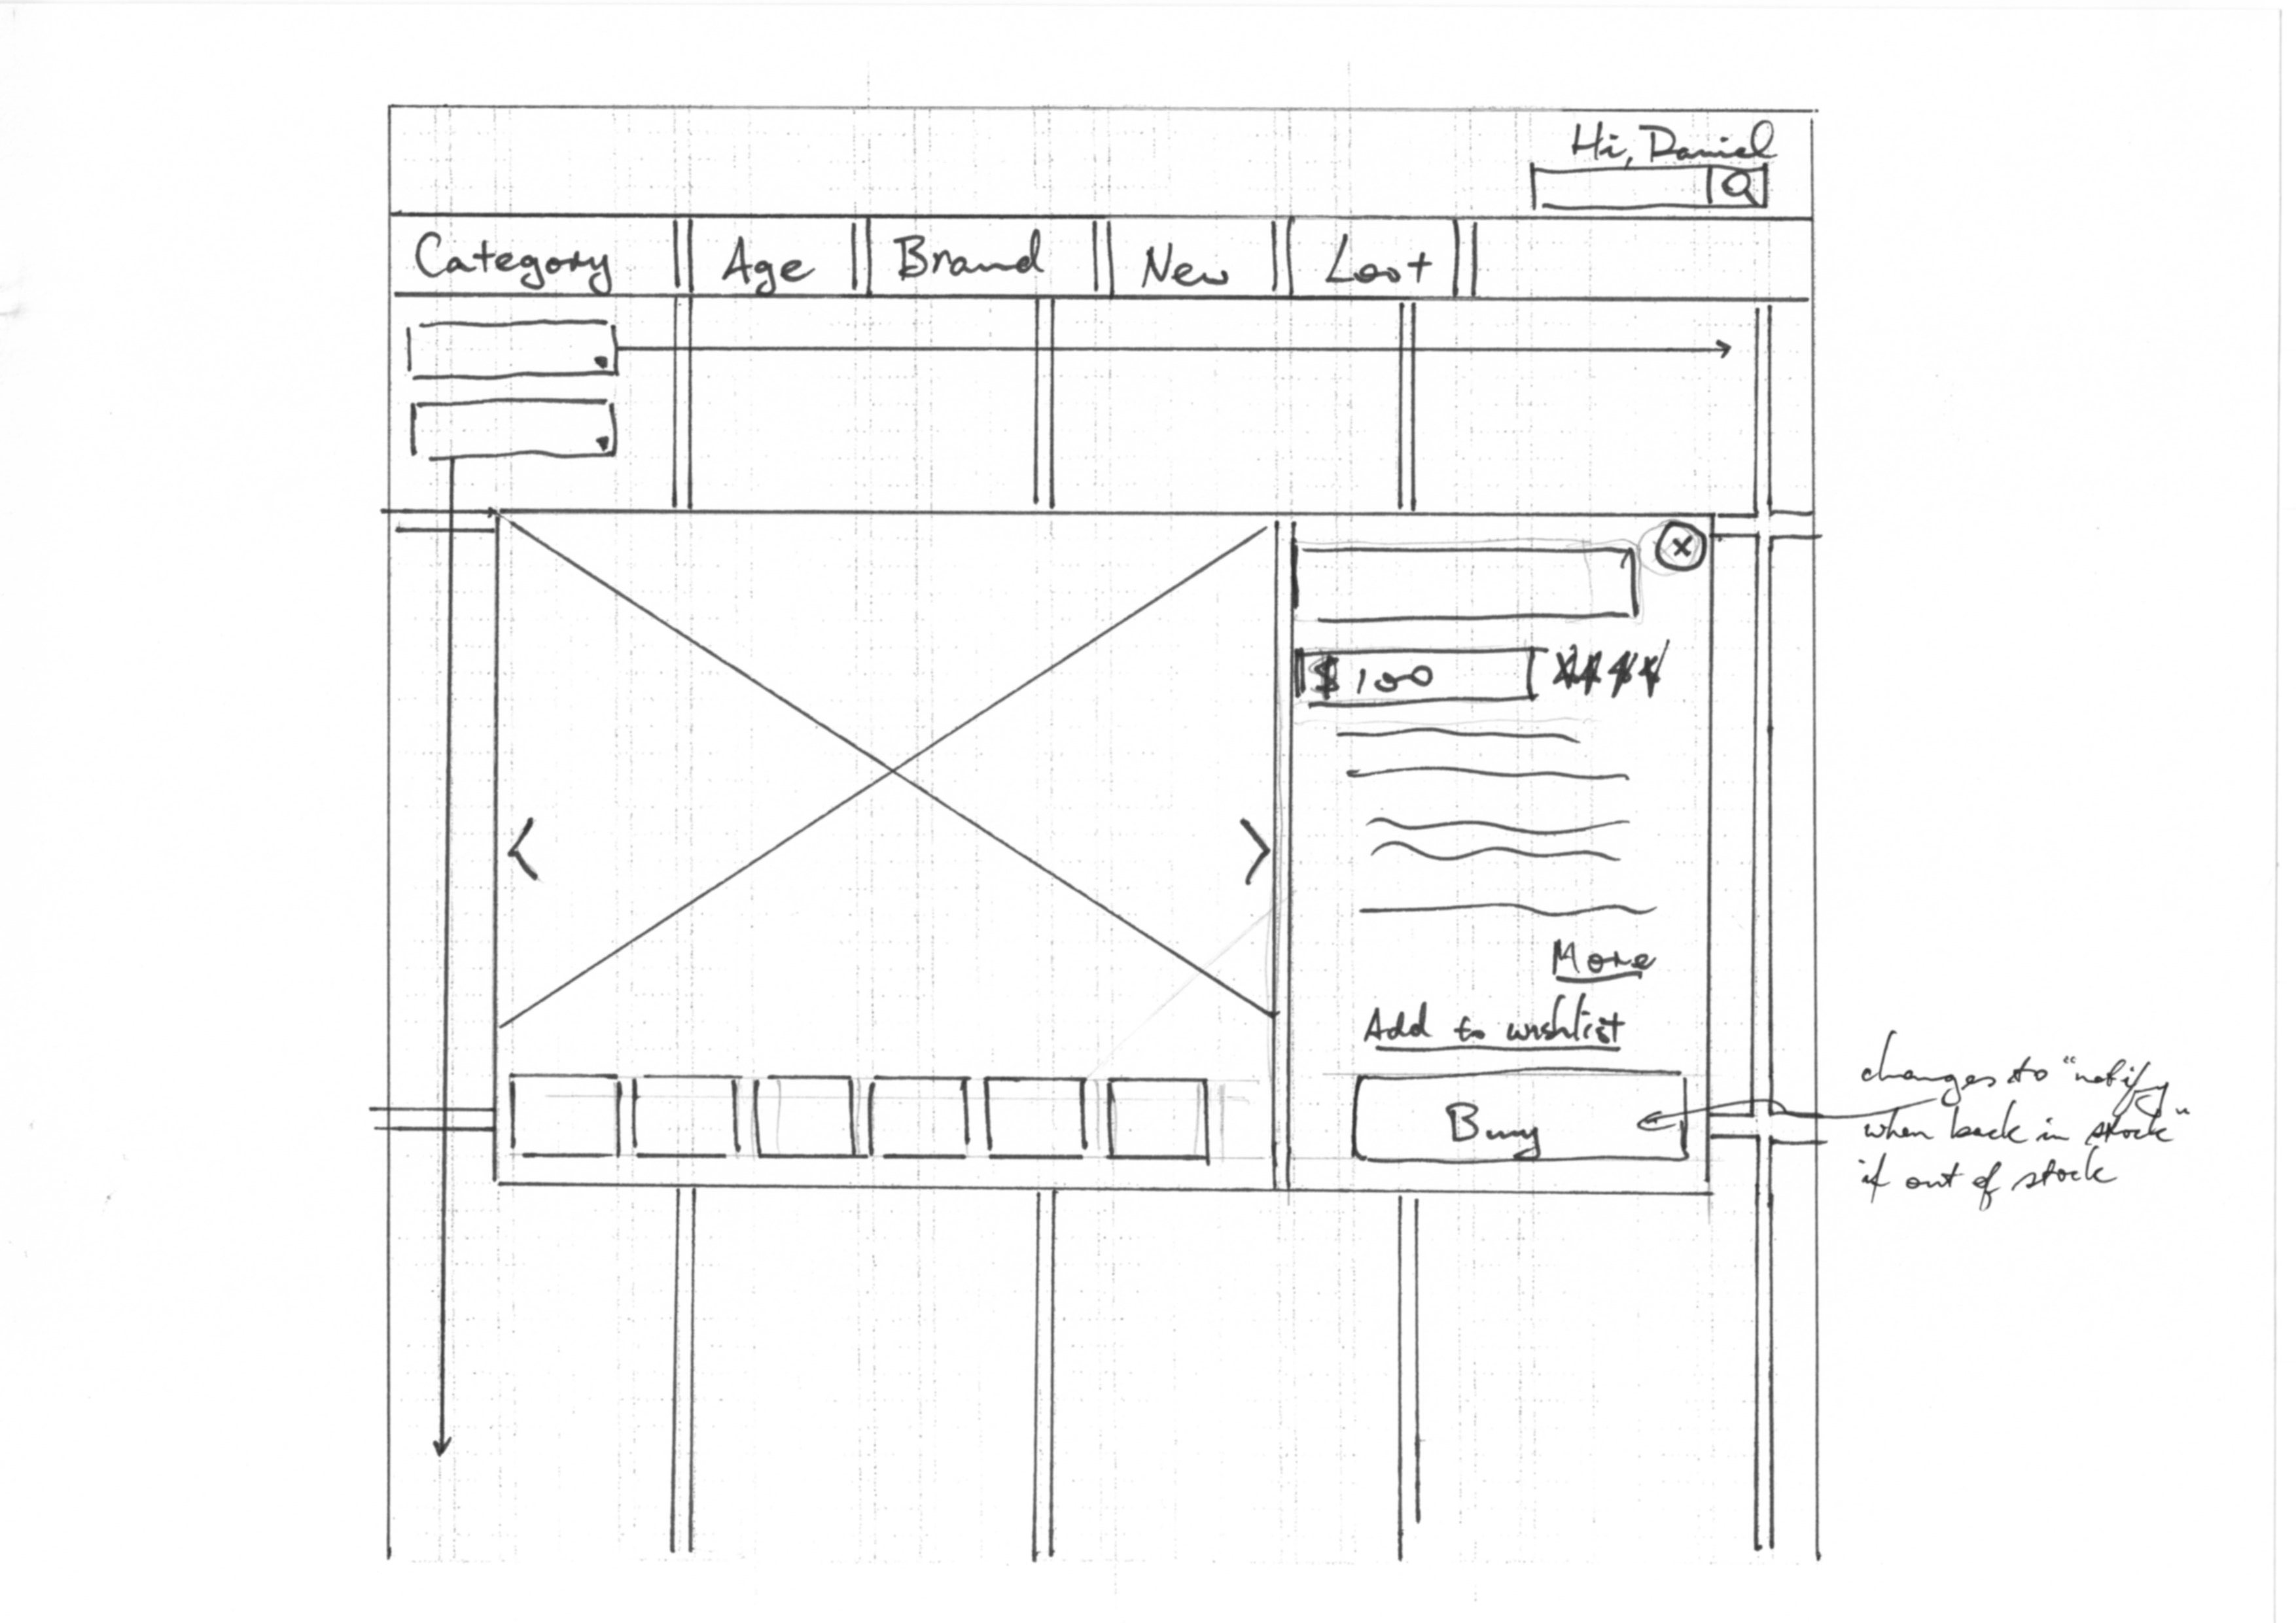 Hi, Daniel
Category Age Brand New Loot
$100
More
Add to wishlist
Buy
changes to "notify
when back in stock"
if out of stock